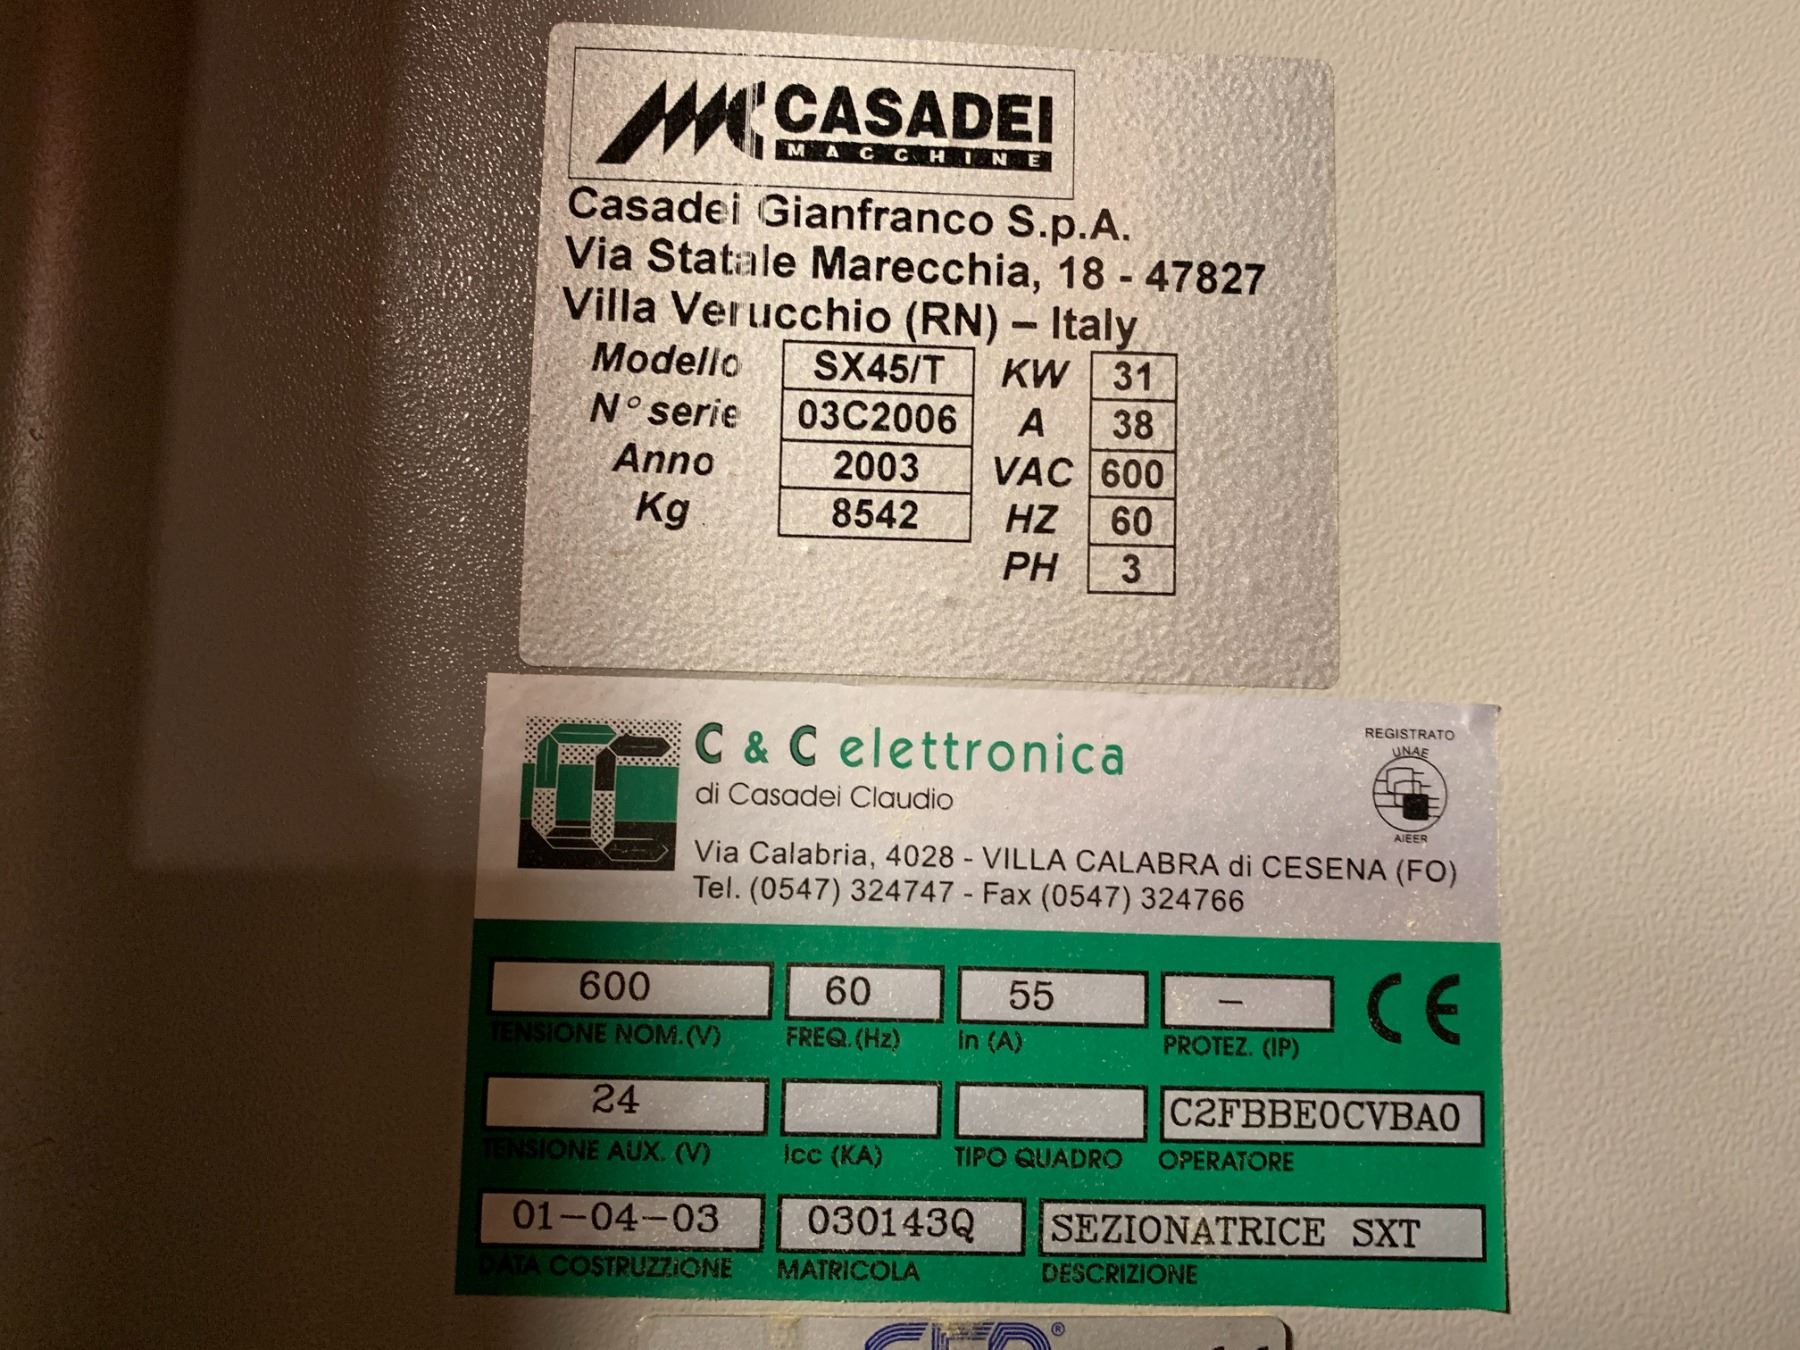 CASADEI
MACCHINE
Casadei Gianfranco S.p.A.
Via Statale Marecchia, 18 - 47827
Villa Verucchio (RN) – Italy
Modello SX45/T KW 31
N° serie 03C2006 A 38
Anno 2003 VAC 600
Kg 8542 HZ 60
PH 3
C & C elettronica
di Casadei Claudio
REGISTRATO
UNAE
AIEER
Via Calabria, 4028 - VILLA CALABRA di CESENA (FO)
Tel. (0547) 324747 - Fax (0547) 324766
600 60 55 – CE
TENSIONE NOM.(V) FREQ.(Hz) In (A) PROTEZ. (IP)
24 C2FBBE0CVBA0
TENSIONE AUX. (V) Icc (KA) TIPO QUADRO OPERATORE
01-04-03 030143Q SEZIONATRICE SXT
DATA COSTRUZZIONE MATRICOLA DESCRIZIONE